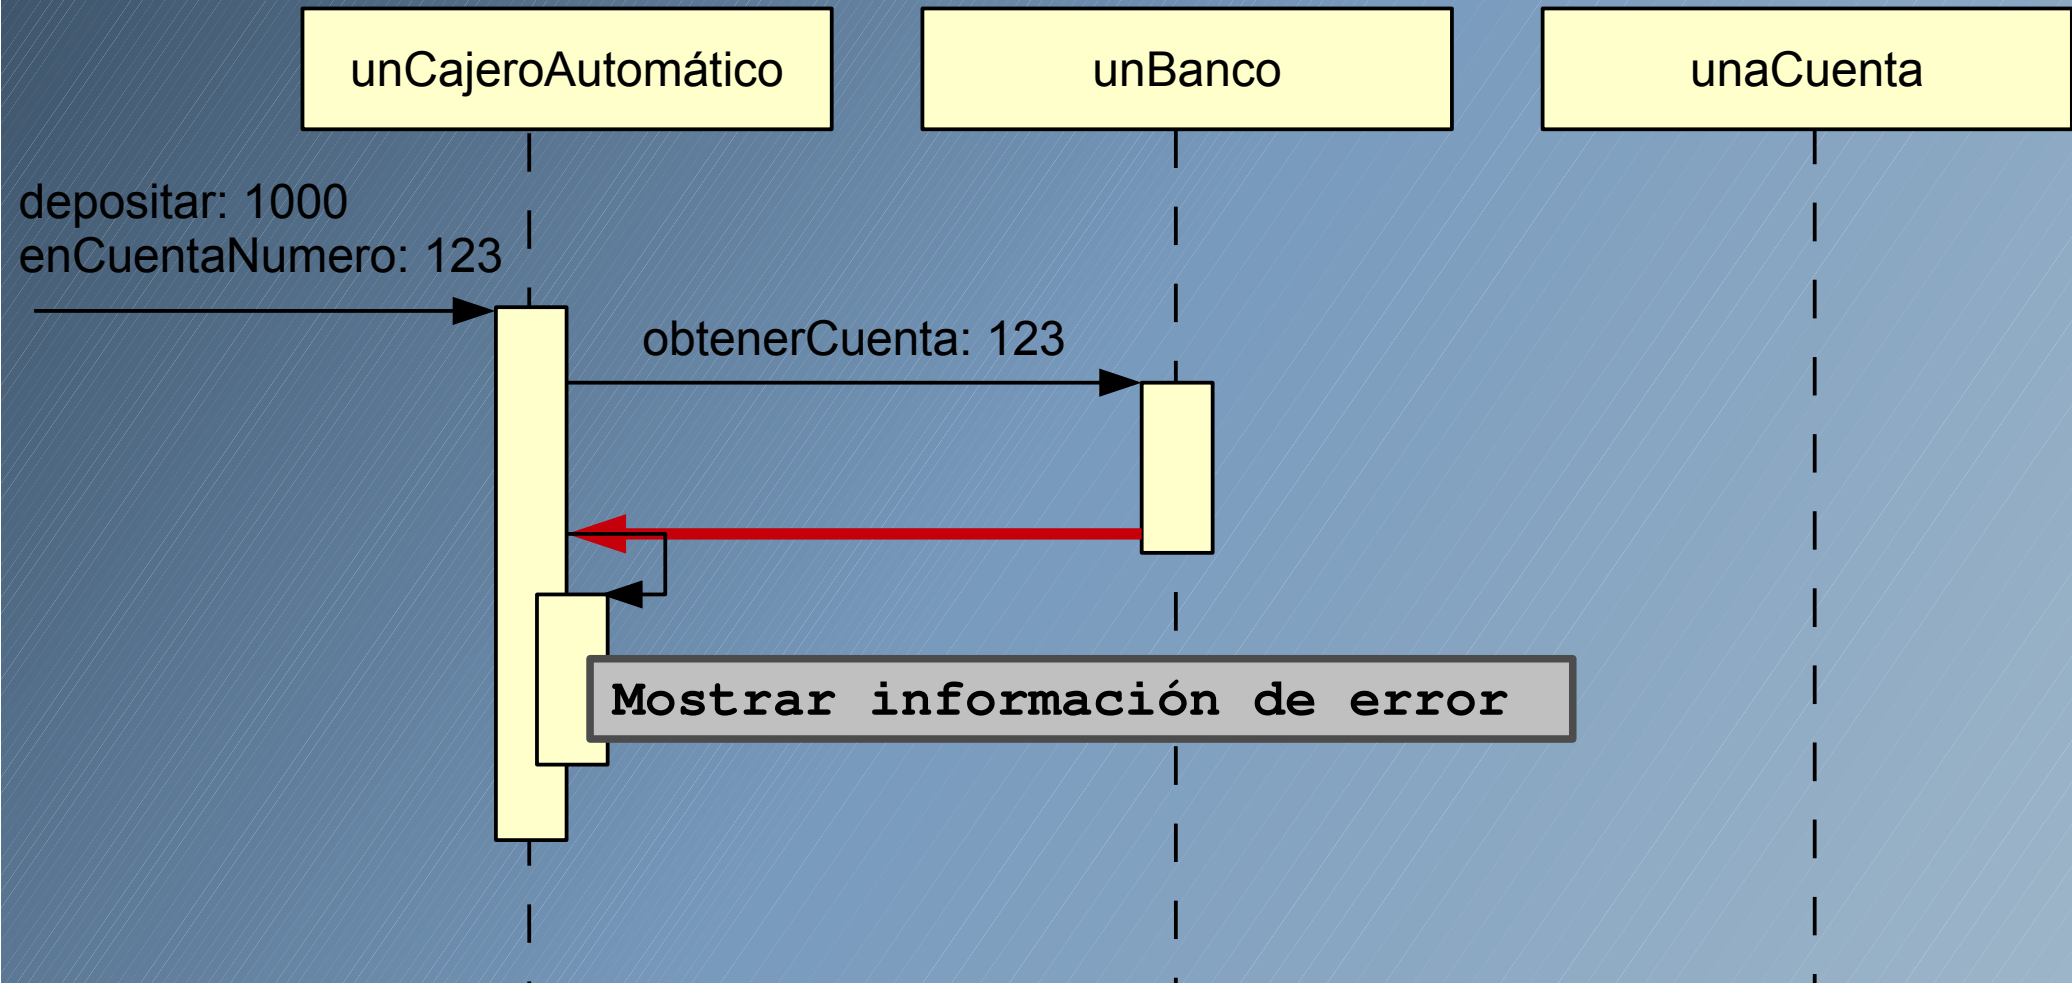 unCajeroAutomático
unBanco
unaCuenta
depositar: 1000
enCuentaNumero: 123
obtenerCuenta: 123
Mostrar información de error